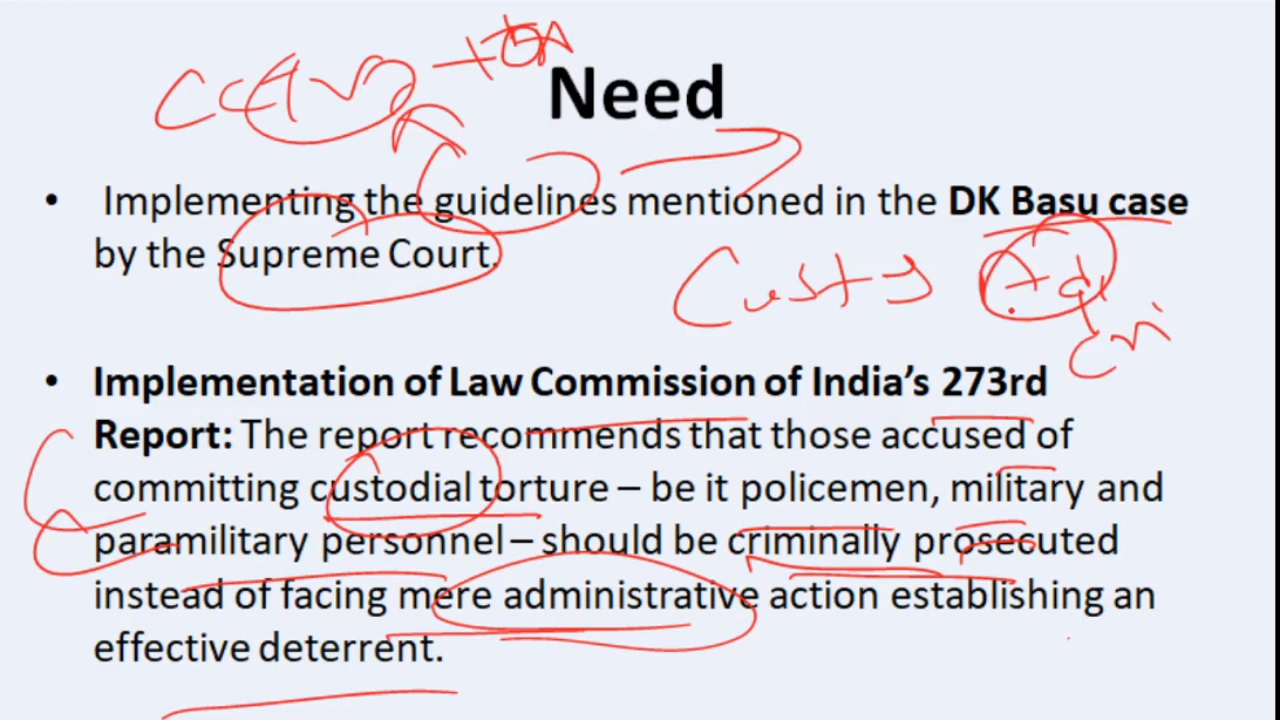 Need
• Implementing the guidelines mentioned in the DK Basu case
by the Supreme Court.
• Implementation of Law Commission of India’s 273rd
Report: The report recommends that those accused of
committing custodial torture – be it policemen, military and
paramilitary personnel – should be criminally prosecuted
instead of facing mere administrative action establishing an
effective deterrent.